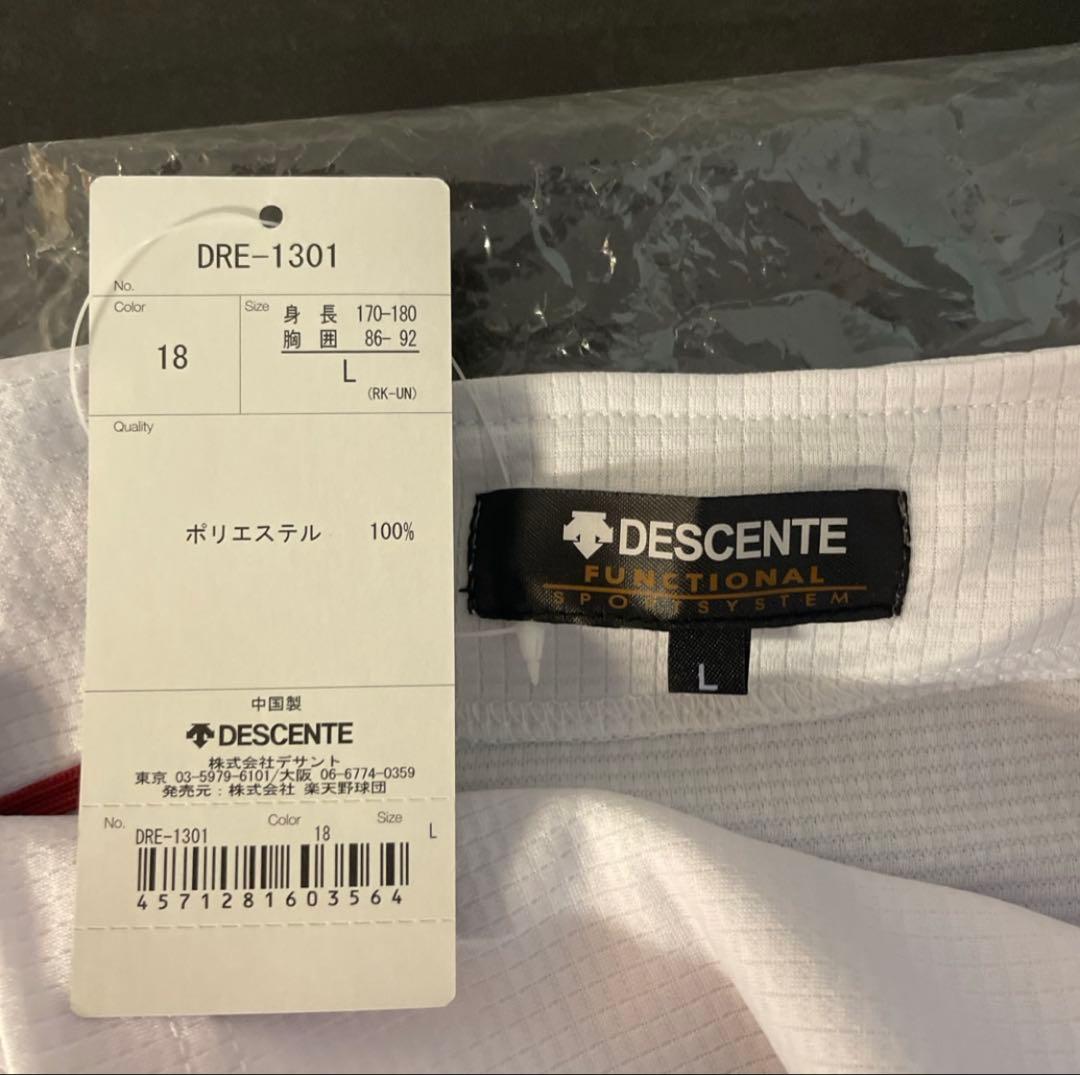 DRE-1301
No.
Color
18
Size
身 長 170-180
胸 囲 86- 92
L
(RK-UN)
Quality
ポリエステル 100%
中国製
DESCENTE
株式会社デサント
東京 03-5979-6101/大阪 06-6774-0359
発売元:株式会社 楽天野球団
No. DRE-1301 Color 18 Size L
4571281603564
DESCENTE
FUNCTIONAL
SPORTSYSTEM
L